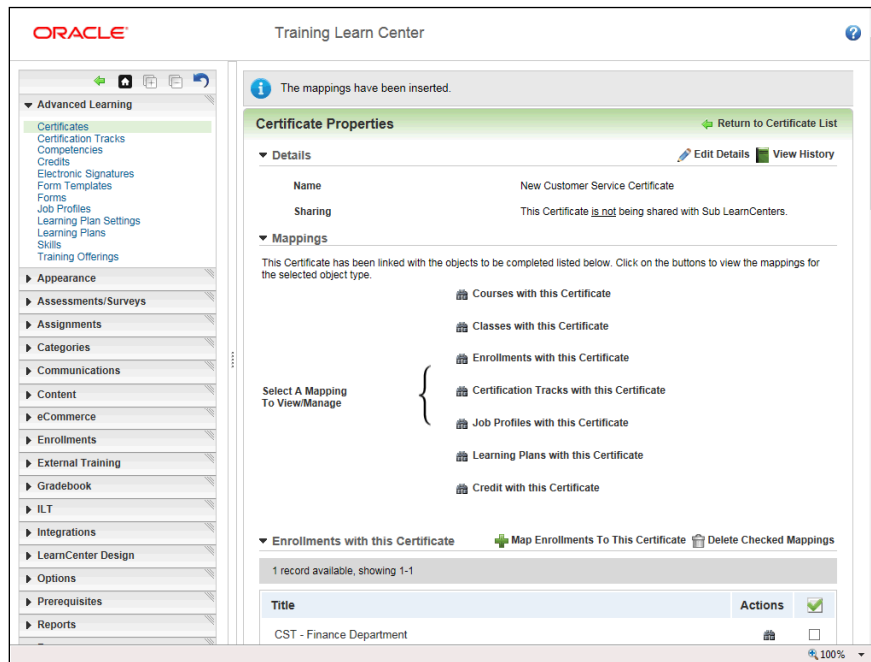 ORACLE
Training Learn Center
Advanced Learning
Certificates
Certification Tracks
Competencies
Credits
Electronic Signatures
Form Templates
Forms
Job Profiles
Learning Plan Settings
Learning Plans
Skills
Training Offerings
Appearance
Assessments/Surveys
Assignments
Categories
Communications
Content
eCommerce
Enrollments
External Training
Gradebook
ILT
Integrations
LearnCenter Design
Options
Prerequisites
Reports
The mappings have been inserted.
Certificate Properties
Return to Certificate List
Details
Edit Details
View History
Name
New Customer Service Certificate
Sharing
This Certificate is not being shared with Sub LearnCenters.
Mappings
This Certificate has been linked with the objects to be completed listed below. Click on the buttons to view the mappings for
the selected object type.
Select A Mapping
To View/Manage
Courses with this Certificate
Classes with this Certificate
Enrollments with this Certificate
Certification Tracks with this Certificate
Job Profiles with this Certificate
Learning Plans with this Certificate
Credit with this Certificate
Enrollments with this Certificate
Map Enrollments To This Certificate
Delete Checked Mappings
1 record available, showing 1-1
Title
Actions
CST - Finance Department
100%